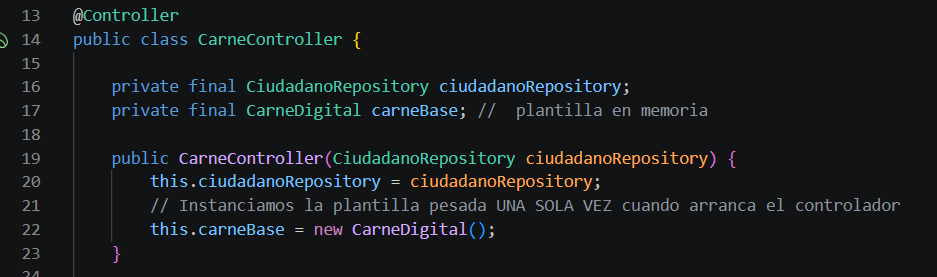 13 @Controller
14 public class CarneController {
15
16 private final CiudadanoRepository ciudadanoRepository;
17 private final CarneDigital carneBase; //  plantilla en memoria
18
19 public CarneController(CiudadanoRepository ciudadanoRepository) {
20 this.ciudadanoRepository = ciudadanoRepository;
21 // Instanciamos la plantilla pesada UNA SOLA VEZ cuando arranca el controlador
22 this.carneBase = new CarneDigital();
23 }
24